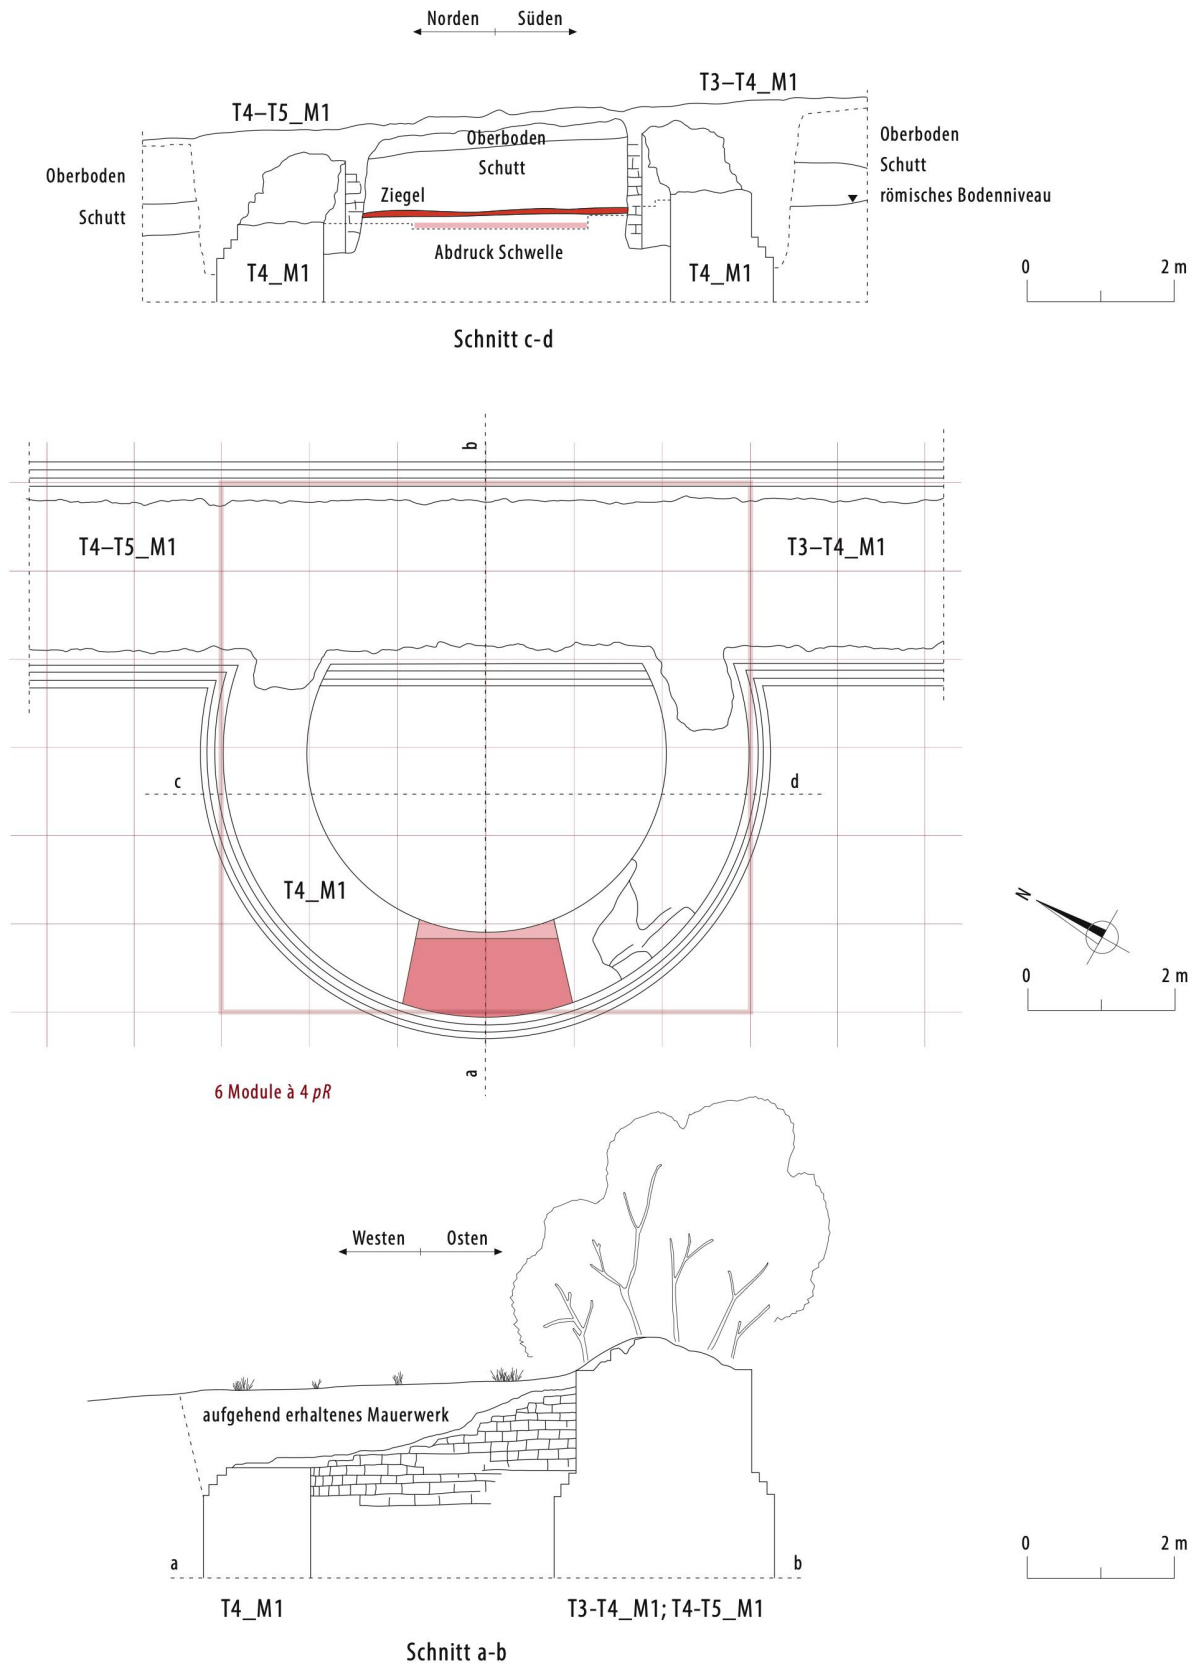 Norden Süden
T3–T4_M1
T4–T5_M1
Oberboden
Oberboden
Schutt
Schutt
Oberboden
Ziegel
römisches Bodenniveau
Schutt
Abdruck Schwelle
T4_M1
T4_M1
0 2 m
Schnitt c-d
b
T4–T5_M1
T3–T4_M1
c
d
T4_M1
N
0 2 m
a
6 Module à 4 pR
Westen Osten
aufgehend erhaltenes Mauerwerk
0 2 m
a
b
T4_M1
T3-T4_M1; T4-T5_M1
Schnitt a-b